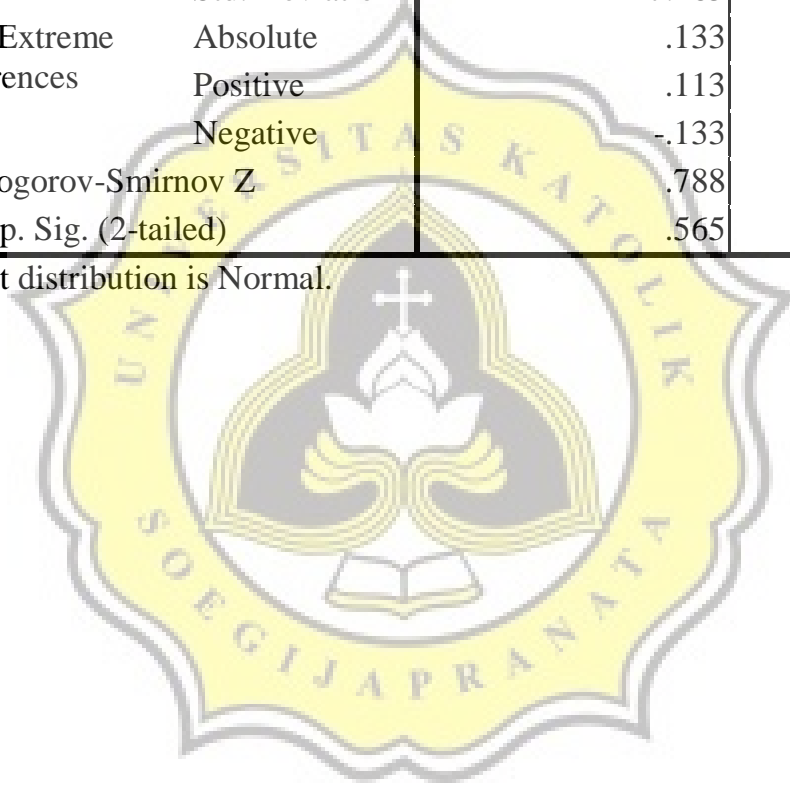 Extreme Absolute .133
rences Positive .113
Negative -.133
ogorov-Smirnov Z .788
p. Sig. (2-tailed) .565
t distribution is Normal.
UNIVERSITAS KATOLIK
SOEGIJAPRANATA